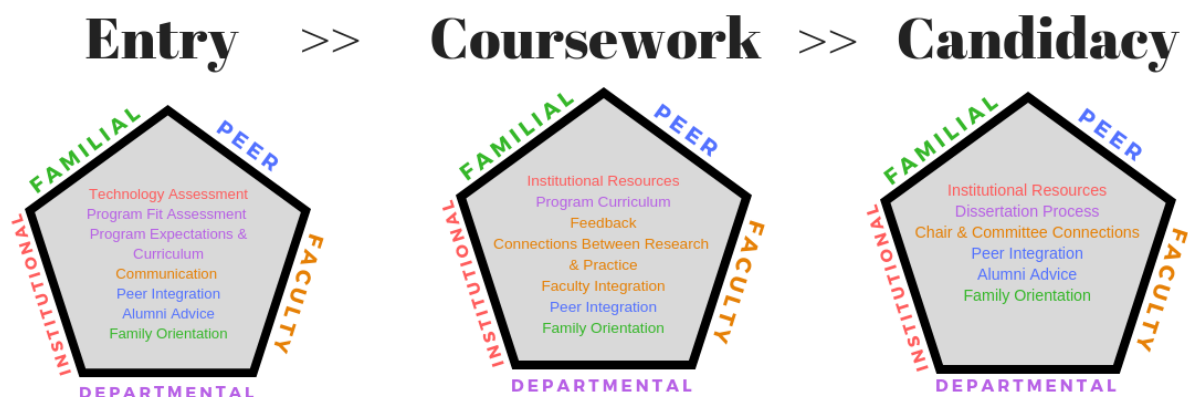 Entry >> Coursework >> Candidacy
FAMILIAL
PEER
Technology Assessment
Program Fit Assessment
Program Expectations &
Curriculum
Communication
Peer Integration
Alumni Advice
Family Orientation
INSTITUTIONAL
FACULTY
DEPARTMENTAL
FAMILIAL
PEER
Institutional Resources
Program Curriculum
Feedback
Connections Between Research
& Practice
Faculty Integration
Peer Integration
Family Orientation
INSTITUTIONAL
FACULTY
DEPARTMENTAL
FAMILIAL
PEER
Institutional Resources
Dissertation Process
Chair & Committee Connections
Peer Integration
Alumni Advice
Family Orientation
INSTITUTIONAL
FACULTY
DEPARTMENTAL